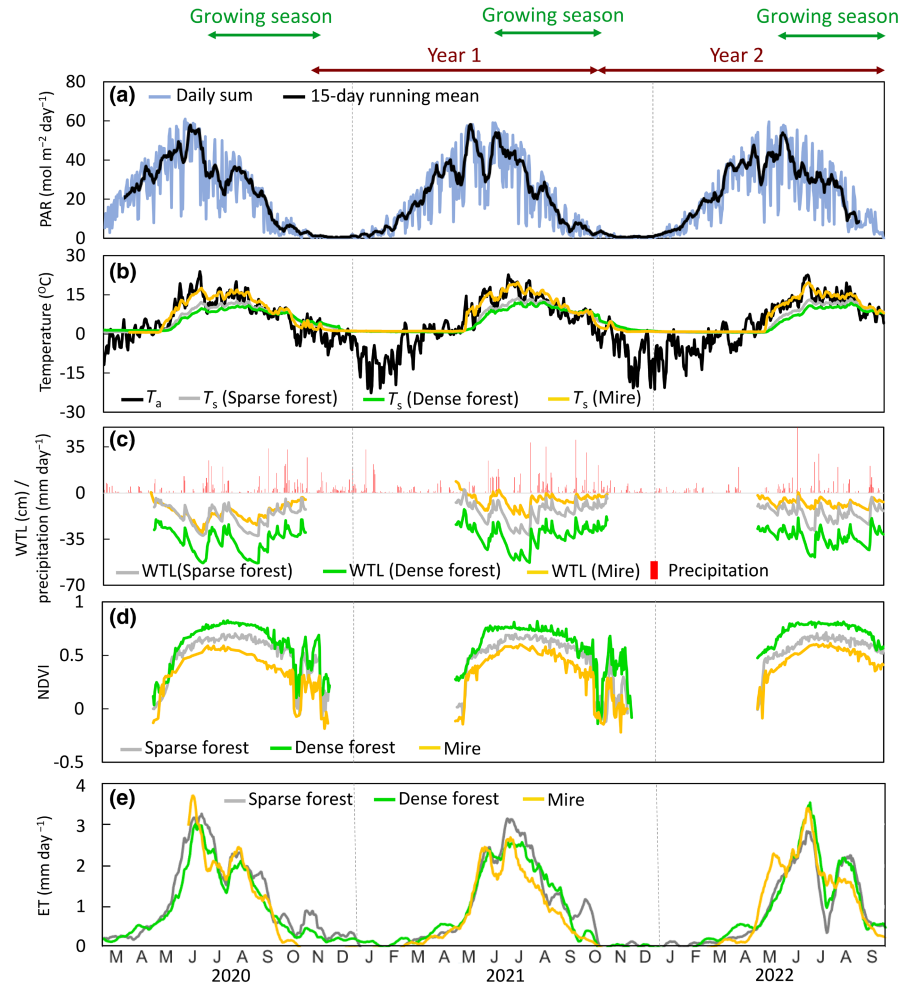 Growing season Growing season Growing season
Year 1 Year 2
(a) Daily sum 15-day running mean
PAR (mol m⁻² day⁻¹)
80
60
40
20
0
(b)
Temperature (ᴼC)
30
15
0
-15
-30
Tₐ Tₛ (Sparse forest) Tₛ (Dense forest) Tₛ (Mire)
(c)
WTL (cm) /
precipitation (mm day⁻¹)
35
0
-35
-70
WTL(Sparse forest) WTL (Dense forest) WTL (Mire) Precipitation
(d)
NDVI
1
0.5
0
-0.5
Sparse forest Dense forest Mire
(e) Sparse forest Dense forest Mire
ET (mm day⁻¹)
4
3
2
1
0
M A M J J A S O N D J F M A M J J A S O N D J F M A M J J A S
2020 2021 2022